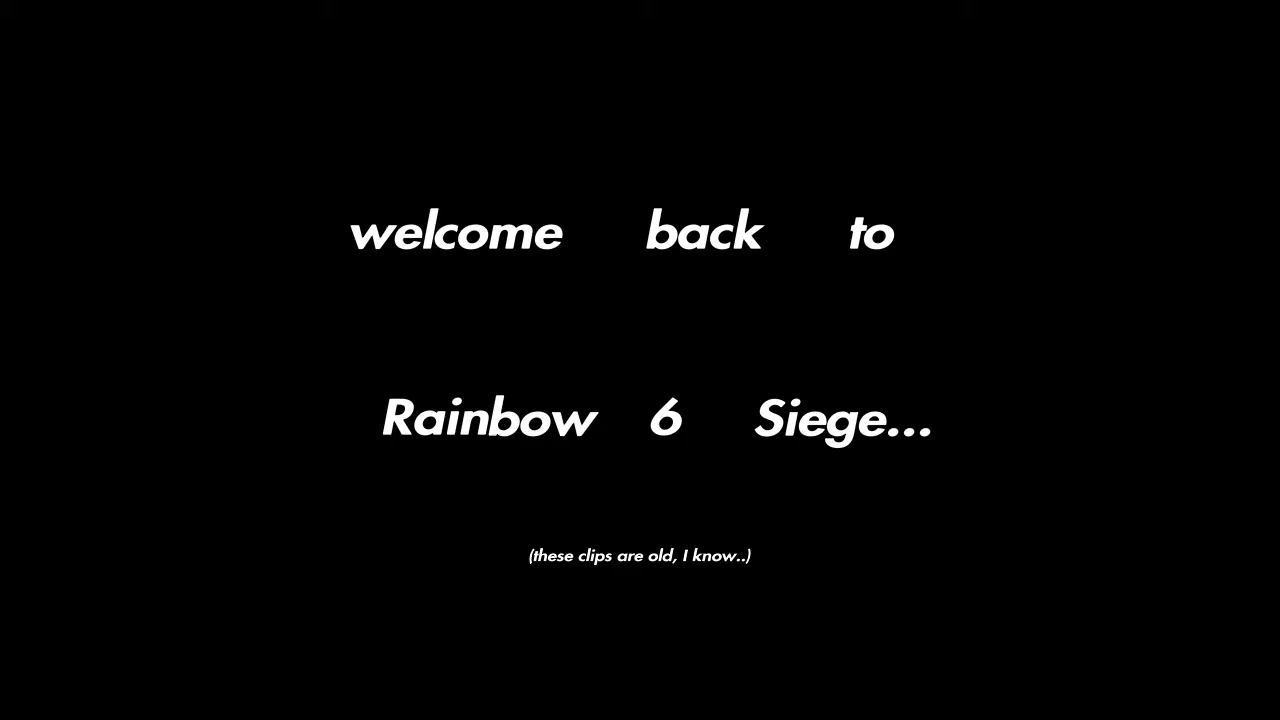 welcome back to
Rainbow 6 Siege...
(these clips are old, I know..)